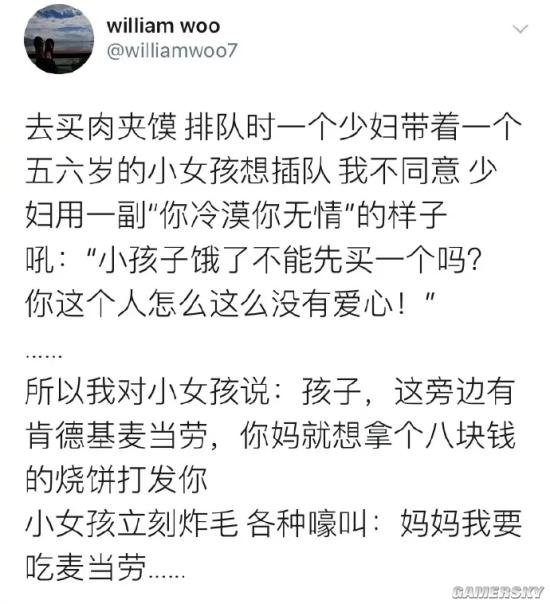 william woo
@williamwoo7
去买肉夹馍 排队时一个少妇带着一个
五六岁的小女孩想插队 我不同意 少
妇用一副“你冷漠你无情”的样子
吼：“小孩子饿了不能先买一个吗？
你这个人怎么这么没有爱心！”
......
所以我对小女孩说：孩子，这旁边有
肯德基麦当劳，你妈就想拿个八块钱
的烧饼打发你
小女孩立刻炸毛 各种嚎叫：妈妈我要
吃麦当劳......
GAMERSKY